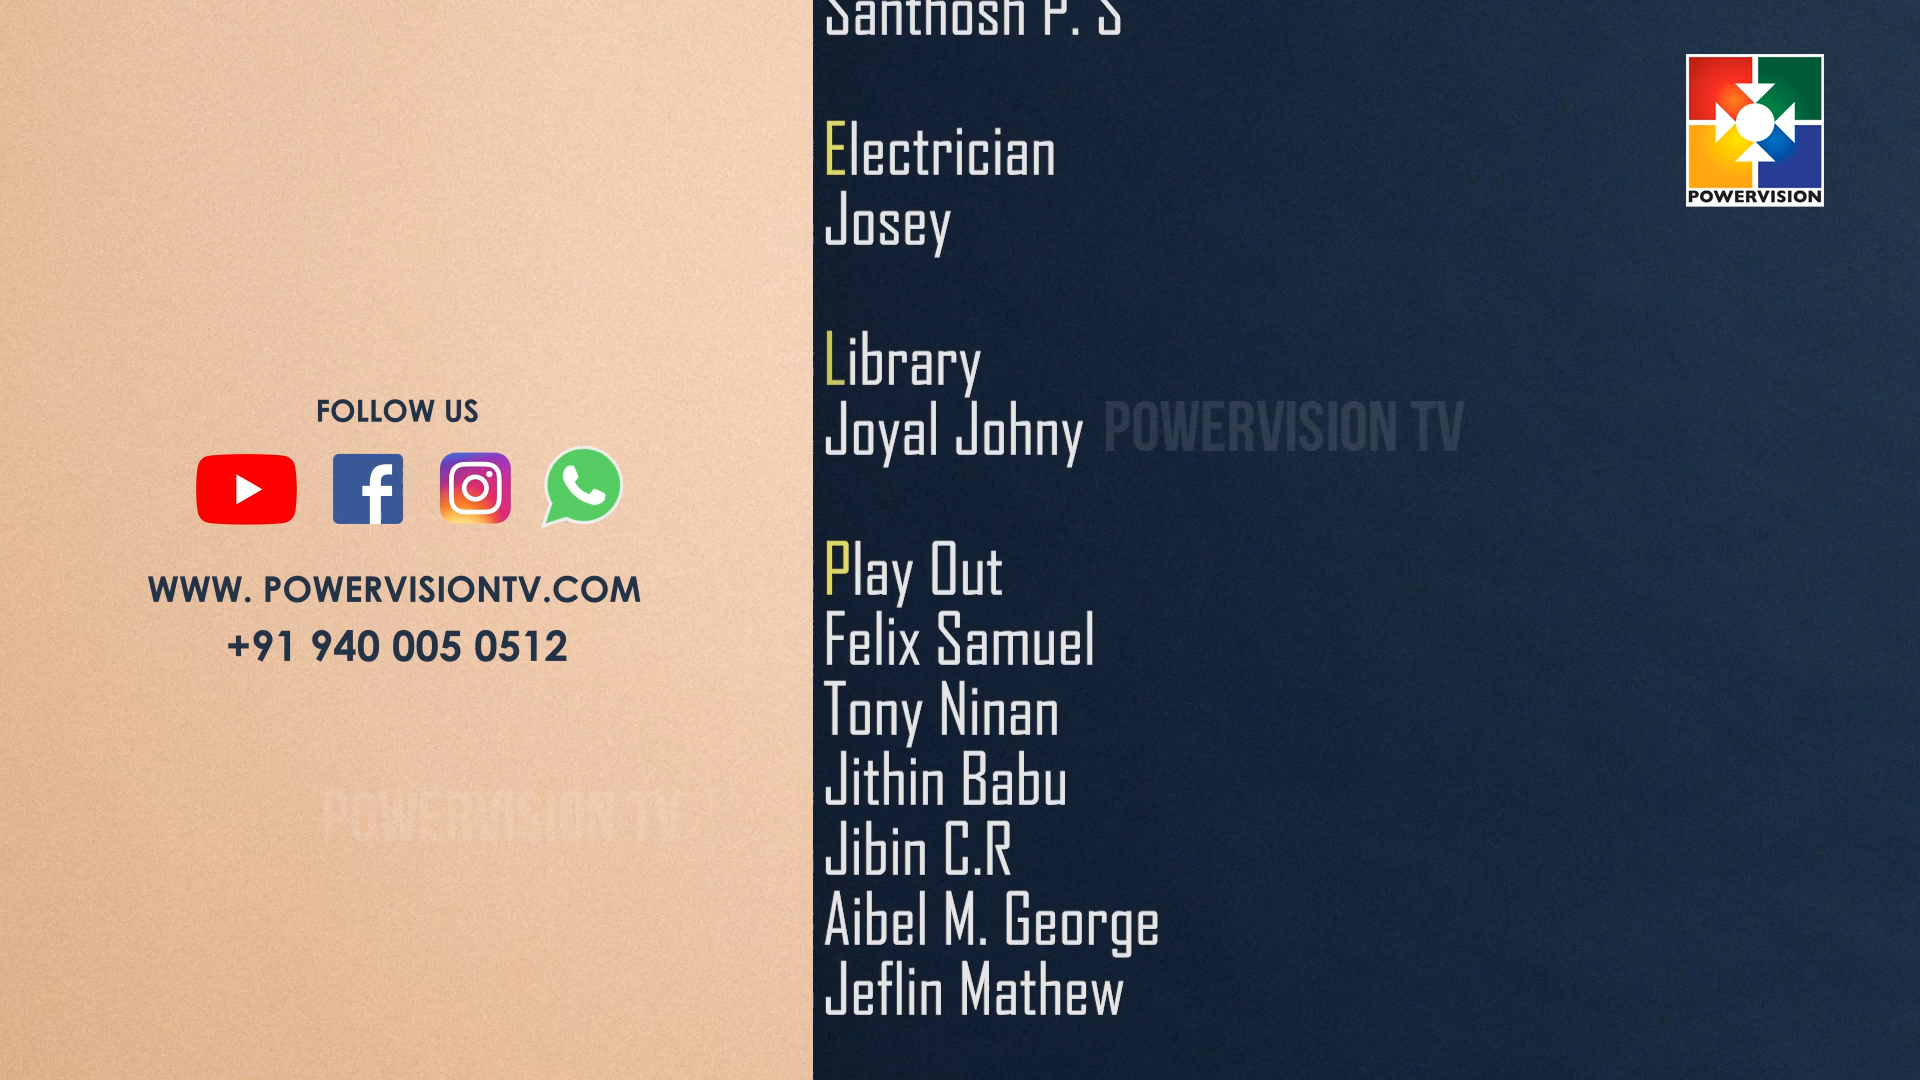 FOLLOW US
WWW. POWERVISIONTV.COM
+91 940 005 0512
POWERVISION TV
Santhosh P. S
Electrician
Josey
Library
Joyal Johny
POWERVISION TV
Play Out
Felix Samuel
Tony Ninan
Jithin Babu
Jibin C.R
Aibel M. George
Jeflin Mathew
POWERVISION